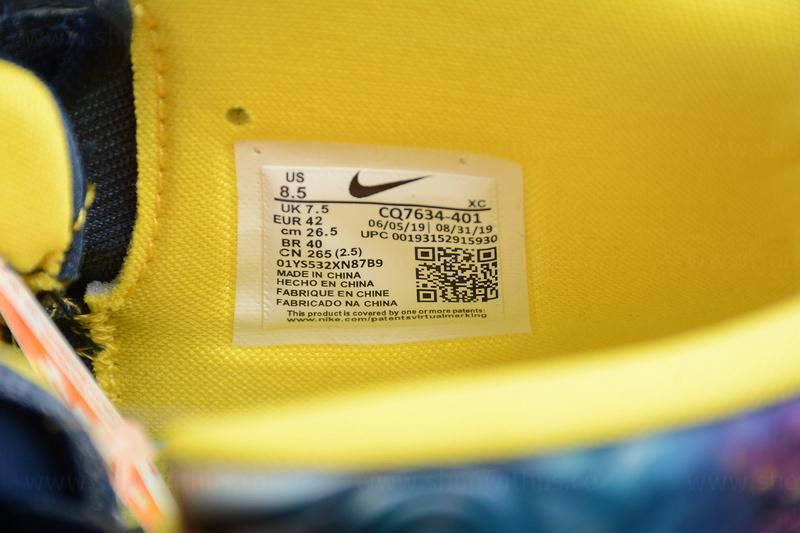 US
8.5
XC
UK 7.5
CQ7634-401
EUR 42
06/05/19| 08/31/19
cm 26.5
UPC 00193152915930
BR 40
CN 265 (2.5)
01YS532XN87B9
MADE IN CHINA
HECHO EN CHINA
FABRIQUE EN CHINE
FABRICADO NA CHINA
This product is covered by one or more patents:
www.nike.com/patentsvirtualmarking